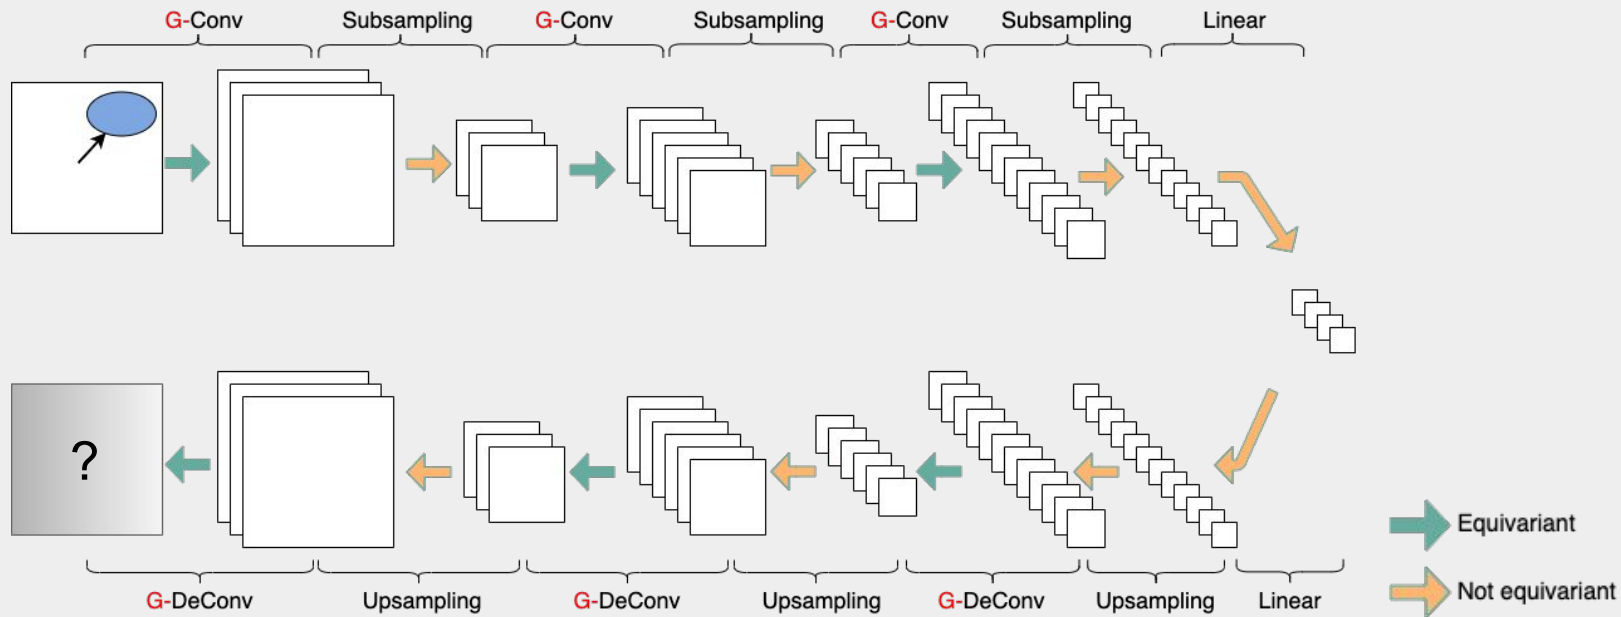 G-Conv
Subsampling
G-Conv
Subsampling
G-Conv
Subsampling
Linear
?
Equivariant
Not equivariant
G-DeConv
Upsampling
G-DeConv
Upsampling
G-DeConv
Upsampling
Linear